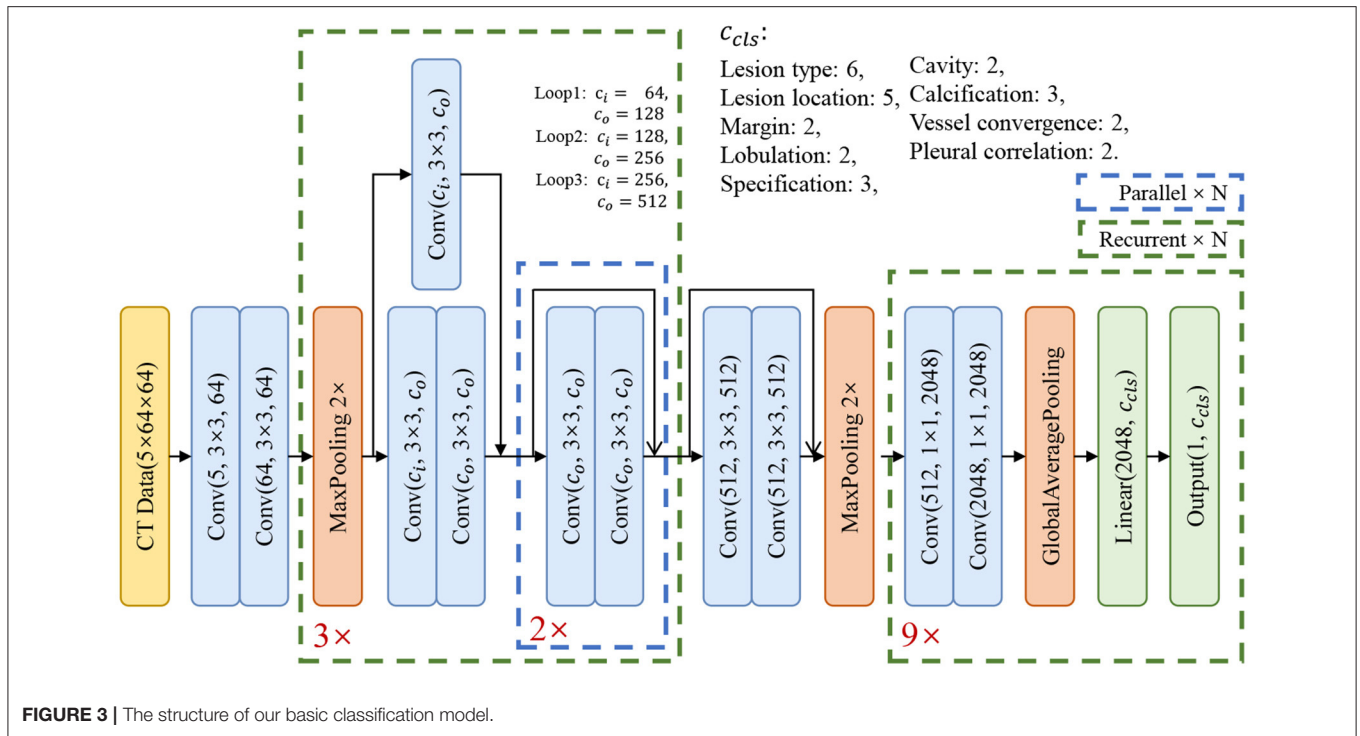 c_cls:
Lesion type: 6,
Lesion location: 5,
Margin: 2,
Lobulation: 2,
Specification: 3,
Cavity: 2,
Calcification: 3,
Vessel convergence: 2,
Pleural correlation: 2.
Loop1: c_i = 64,
c_o = 128
Loop2: c_i = 128,
c_o = 256
Loop3: c_i = 256,
c_o = 512
Parallel × N
Recurrent × N
Conv(c_i, 3×3, c_o)
CT Data(5×64×64)
Conv(5, 3×3, 64)
Conv(64, 3×3, 64)
MaxPooling 2×
Conv(c_i, 3×3, c_o)
Conv(c_o, 3×3, c_o)
Conv(c_o, 3×3, c_o)
Conv(c_o, 3×3, c_o)
Conv(512, 3×3, 512)
Conv(512, 3×3, 512)
MaxPooling 2×
Conv(512, 1×1, 2048)
Conv(2048, 1×1, 2048)
GlobalAveragePooling
Linear(2048, c_cls)
Output(1, c_cls)
3×
2×
9×
FIGURE 3 | The structure of our basic classification model.